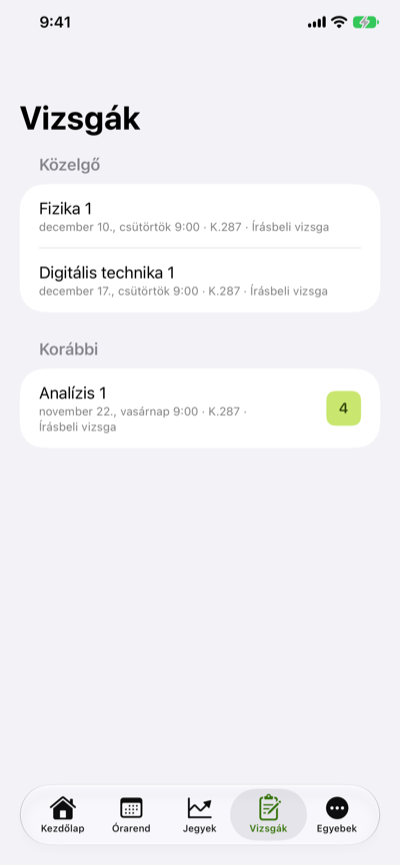 9:41
Vizsgák
Közelgő
Fizika 1
december 10., csütörtök 9:00 · K.287 · Írásbeli vizsga
Digitális technika 1
december 17., csütörtök 9:00 · K.287 · Írásbeli vizsga
Korábbi
Analízis 1
november 22., vasárnap 9:00 · K.287 ·
Írásbeli vizsga
4
Kezdőlap
Órarend
Jegyek
Vizsgák
Egyebek